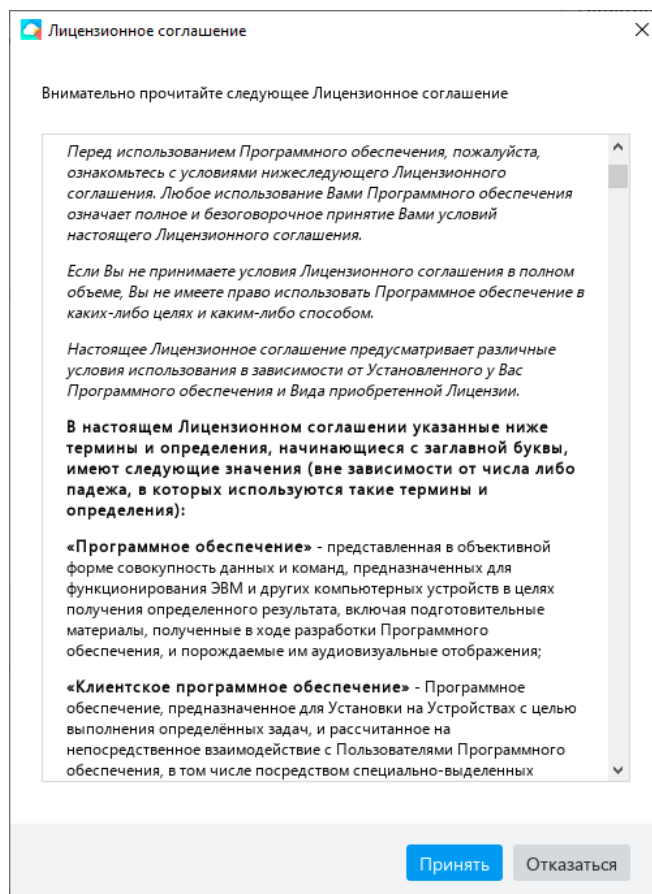 Лицензионное соглашение
Внимательно прочитайте следующее Лицензионное соглашение
Перед использованием Программного обеспечения, пожалуйста,
ознакомьтесь с условиями нижеследующего Лицензионного
соглашения. Любое использование Вами Программного обеспечения
означает полное и безоговорочное принятие Вами условий
настоящего Лицензионного соглашения.
Если Вы не принимаете условия Лицензионного соглашения в полном
объеме, Вы не имеете право использовать Программное обеспечение в
каких-либо целях и каким-либо способом.
Настоящее Лицензионное соглашение предусматривает различные
условия использования в зависимости от Установленного у Вас
Программного обеспечения и Вида приобретенной Лицензии.
В настоящем Лицензионном соглашении указанные ниже
термины и определения, начинающиеся с заглавной буквы,
имеют следующие значения (вне зависимости от числа либо
падежа, в которых используются такие термины и
определения):
«Программное обеспечение» - представленная в объективной
форме совокупность данных и команд, предназначенных для
функционирования ЭВМ и других компьютерных устройств в целях
получения определенного результата, включая подготовительные
материалы, полученные в ходе разработки Программного
обеспечения, и порождаемые им аудиовизуальные отображения;
«Клиентское программное обеспечение» - Программное
обеспечение, предназначенное для Установки на Устройствах с целью
выполнения определённых задач, и рассчитанное на
непосредственное взаимодействие с Пользователями Программного
обеспечения, в том числе посредством специально-выделенных
Принять
Отказаться